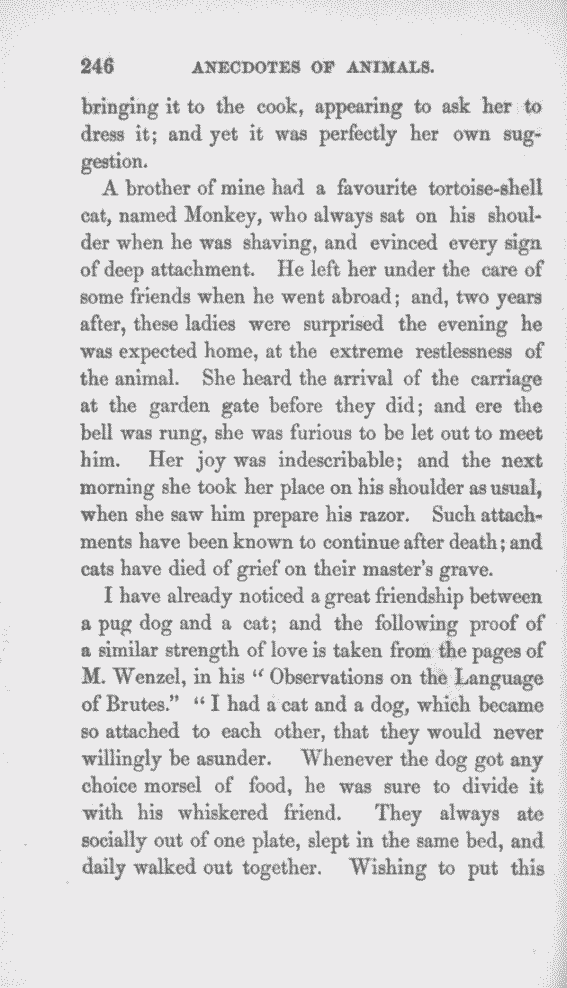 246 ANECDOTES OF ANIMALS.
bringing it to the cook, appearing to ask her to
dress it; and yet it was perfectly her own sug-
gestion.
A brother of mine had a favourite tortoise-shell
cat, named Monkey, who always sat on his shoul-
der when he was shaving, and evinced every sign
of deep attachment. He left her under the care of
some friends when he went abroad; and, two years
after, these ladies were surprised the evening he
was expected home, at the extreme restlessness of
the animal. She heard the arrival of the carriage
at the garden gate before they did; and ere the
bell was rung, she was furious to be let out to meet
him. Her joy was indescribable; and the next
morning she took her place on his shoulder as usual,
when she saw him prepare his razor. Such attach-
ments have been known to continue after death; and
cats have died of grief on their master's grave.
I have already noticed a great friendship between
a pug dog and a cat; and the following proof of
a similar strength of love is taken from the pages of
M. Wenzel, in his “ Observations on the Language
of Brutes.” “ I had a cat and a dog, which became
so attached to each other, that they would never
willingly be asunder. Whenever the dog got any
choice morsel of food, he was sure to divide it
with his whiskered friend. They always ate
socially out of one plate, slept in the same bed, and
daily walked out together. Wishing to put this